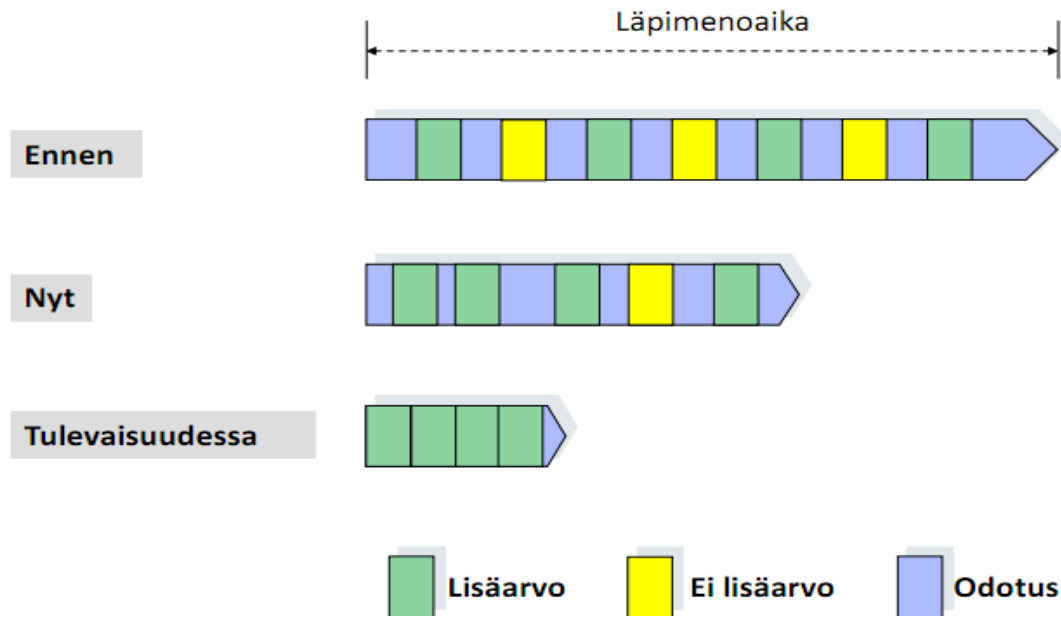 Läpimenoaika
Ennen
Nyt
Tulevaisuudessa
Lisäarvo
Ei lisäarvo
Odotus